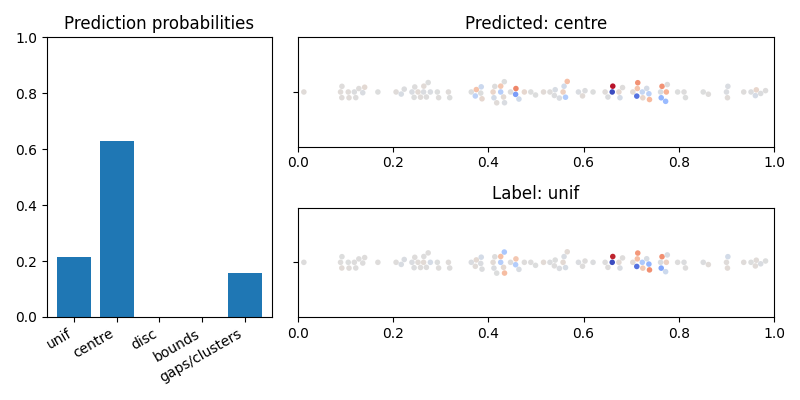 Prediction probabilities
1.0
0.8
0.6
0.4
0.2
0.0
unif
centre
disc
bounds
gaps/clusters
Predicted: centre
0.0 0.2 0.4 0.6 0.8 1.0
Label: unif
0.0 0.2 0.4 0.6 0.8 1.0